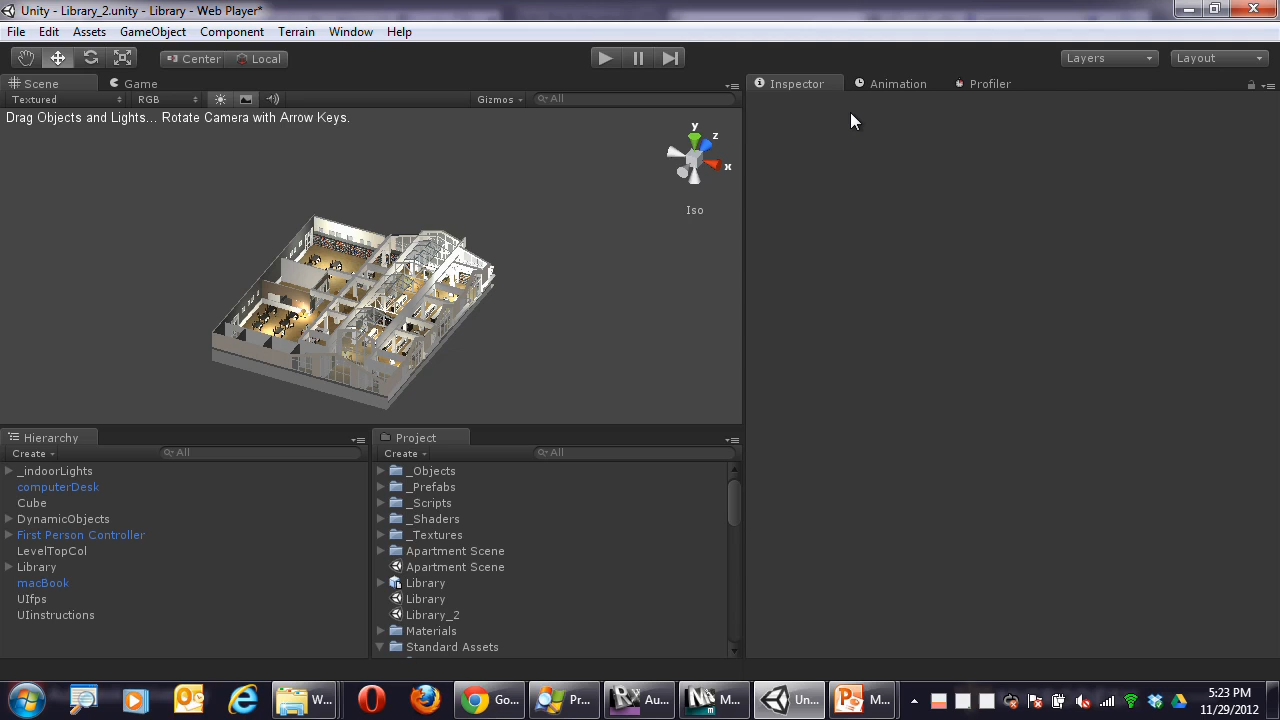 Unity - Library_2.unity - Library - Web Player*
File Edit Assets GameObject Component Terrain Window Help
Center Local Layers Layout
Scene Game Inspector Animation Profiler
Textured RGB Gizmos All
Drag Objects and Lights... Rotate Camera with Arrow Keys.
y
z
x
Iso
Hierarchy
Create All
_indoorLights
computerDesk
Cube
DynamicObjects
First Person Controller
LevelTopCol
Library
macBook
UIfps
UIinstructions
Project
Create All
_Objects
_Prefabs
_Scripts
_Shaders
_Textures
Apartment Scene
Apartment Scene
Library
Library
Library_2
Materials
Standard Assets
W... Go... Pr... Au... M... Un... M...
5:23 PM
11/29/2012